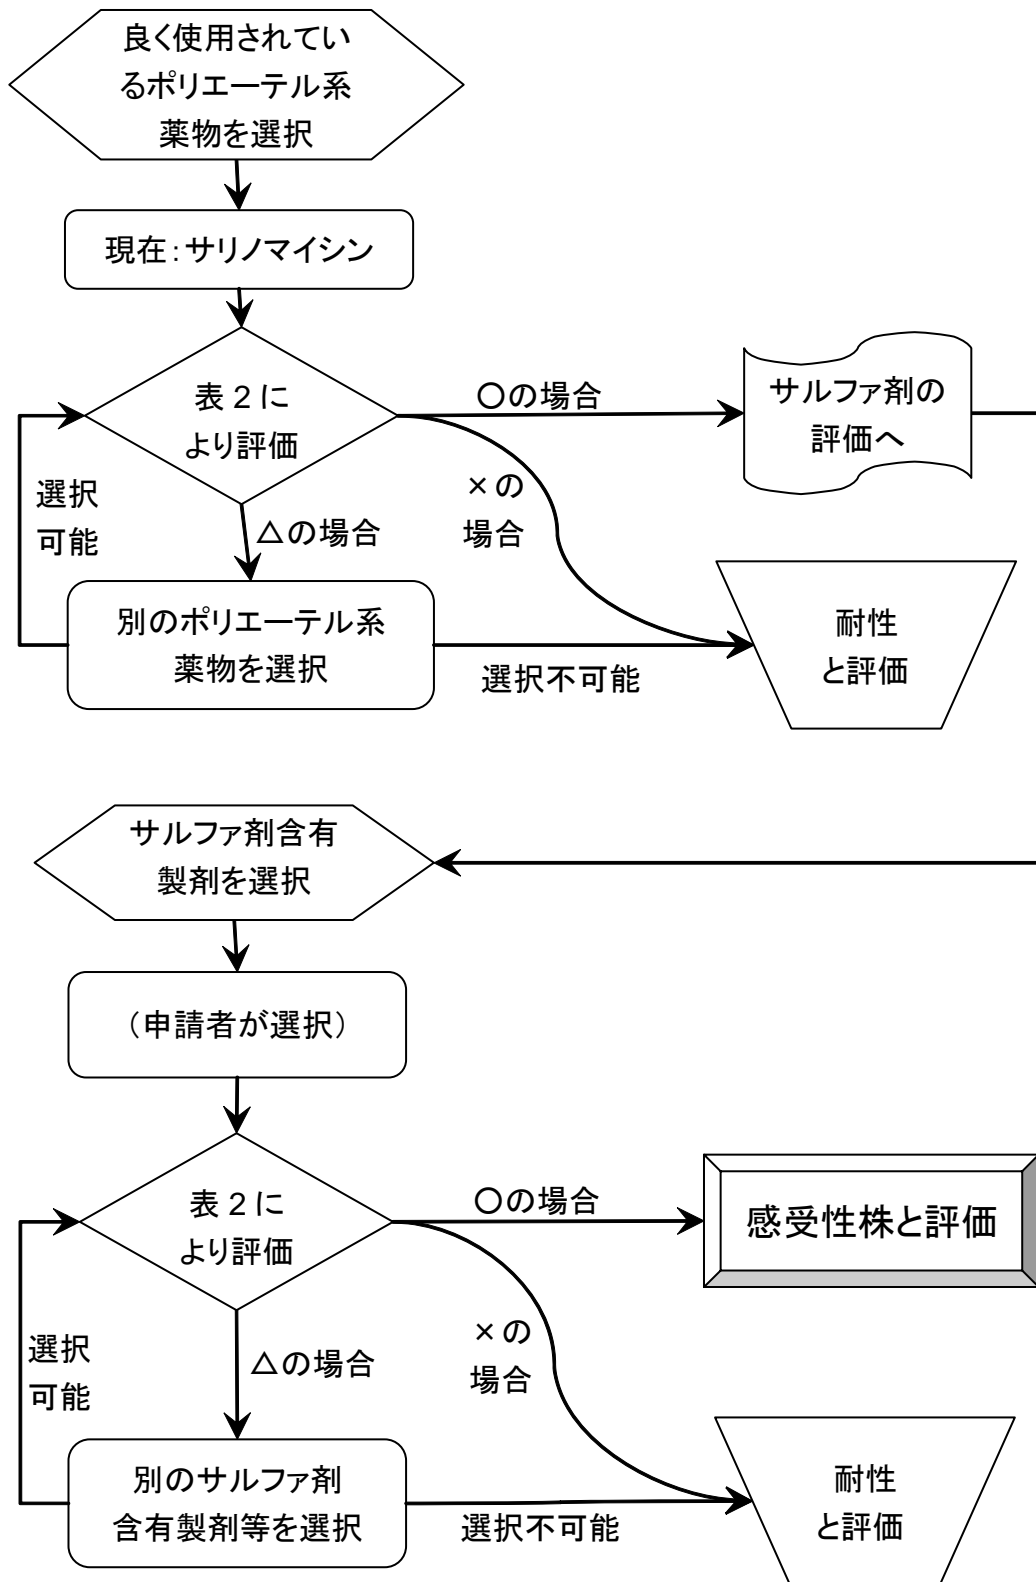 良く使用されてい
るポリエーテル系
薬物を選択
現在：サリノマイシン
表 2 に
より評価
〇の場合
サルファ剤の
評価へ
選択
可能
△の場合
×の
場合
別のポリエーテル系
薬物を選択
選択不可能
耐性
と評価
サルファ剤含有
製剤を選択
（申請者が選択）
表 2 に
より評価
〇の場合
感受性株と評価
選択
可能
△の場合
×の
場合
別のサルファ剤
含有製剤等を選択
選択不可能
耐性
と評価